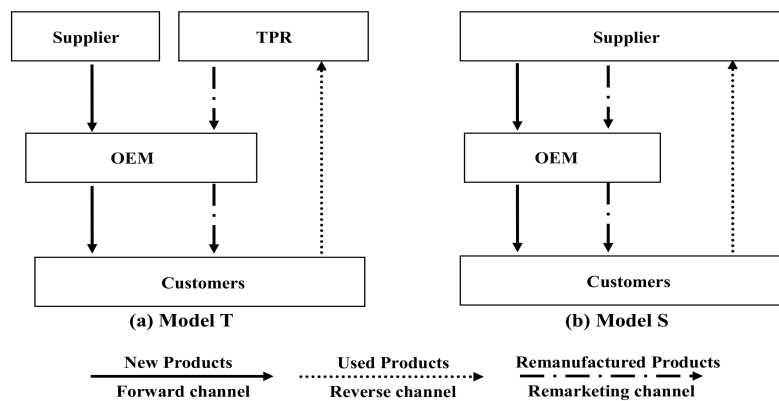 Supplier
TPR
OEM
Customers
(a) Model T
Supplier
OEM
Customers
(b) Model S
New Products
Forward channel
Used Products
Reverse channel
Remanufactured Products
Remarketing channel